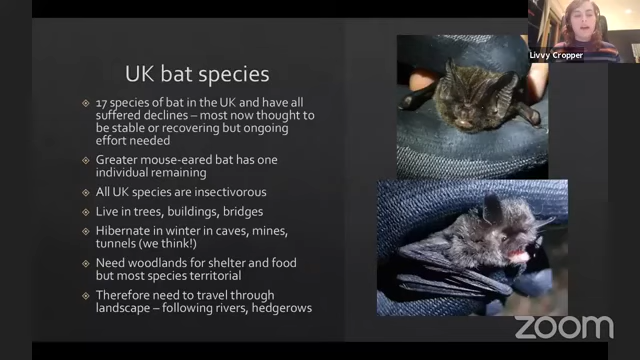 Livvy Cropper
UK bat species
17 species of bat in the UK and have all
suffered declines – most now thought to
be stable or recovering but ongoing
effort needed
Greater mouse-eared bat has one
individual remaining
All UK species are insectivorous
Live in trees, buildings, bridges
Hibernate in winter in caves, mines,
tunnels (we think!)
Need woodlands for shelter and food
but most species territorial
Therefore need to travel through
landscape – following rivers, hedgerows
zoom